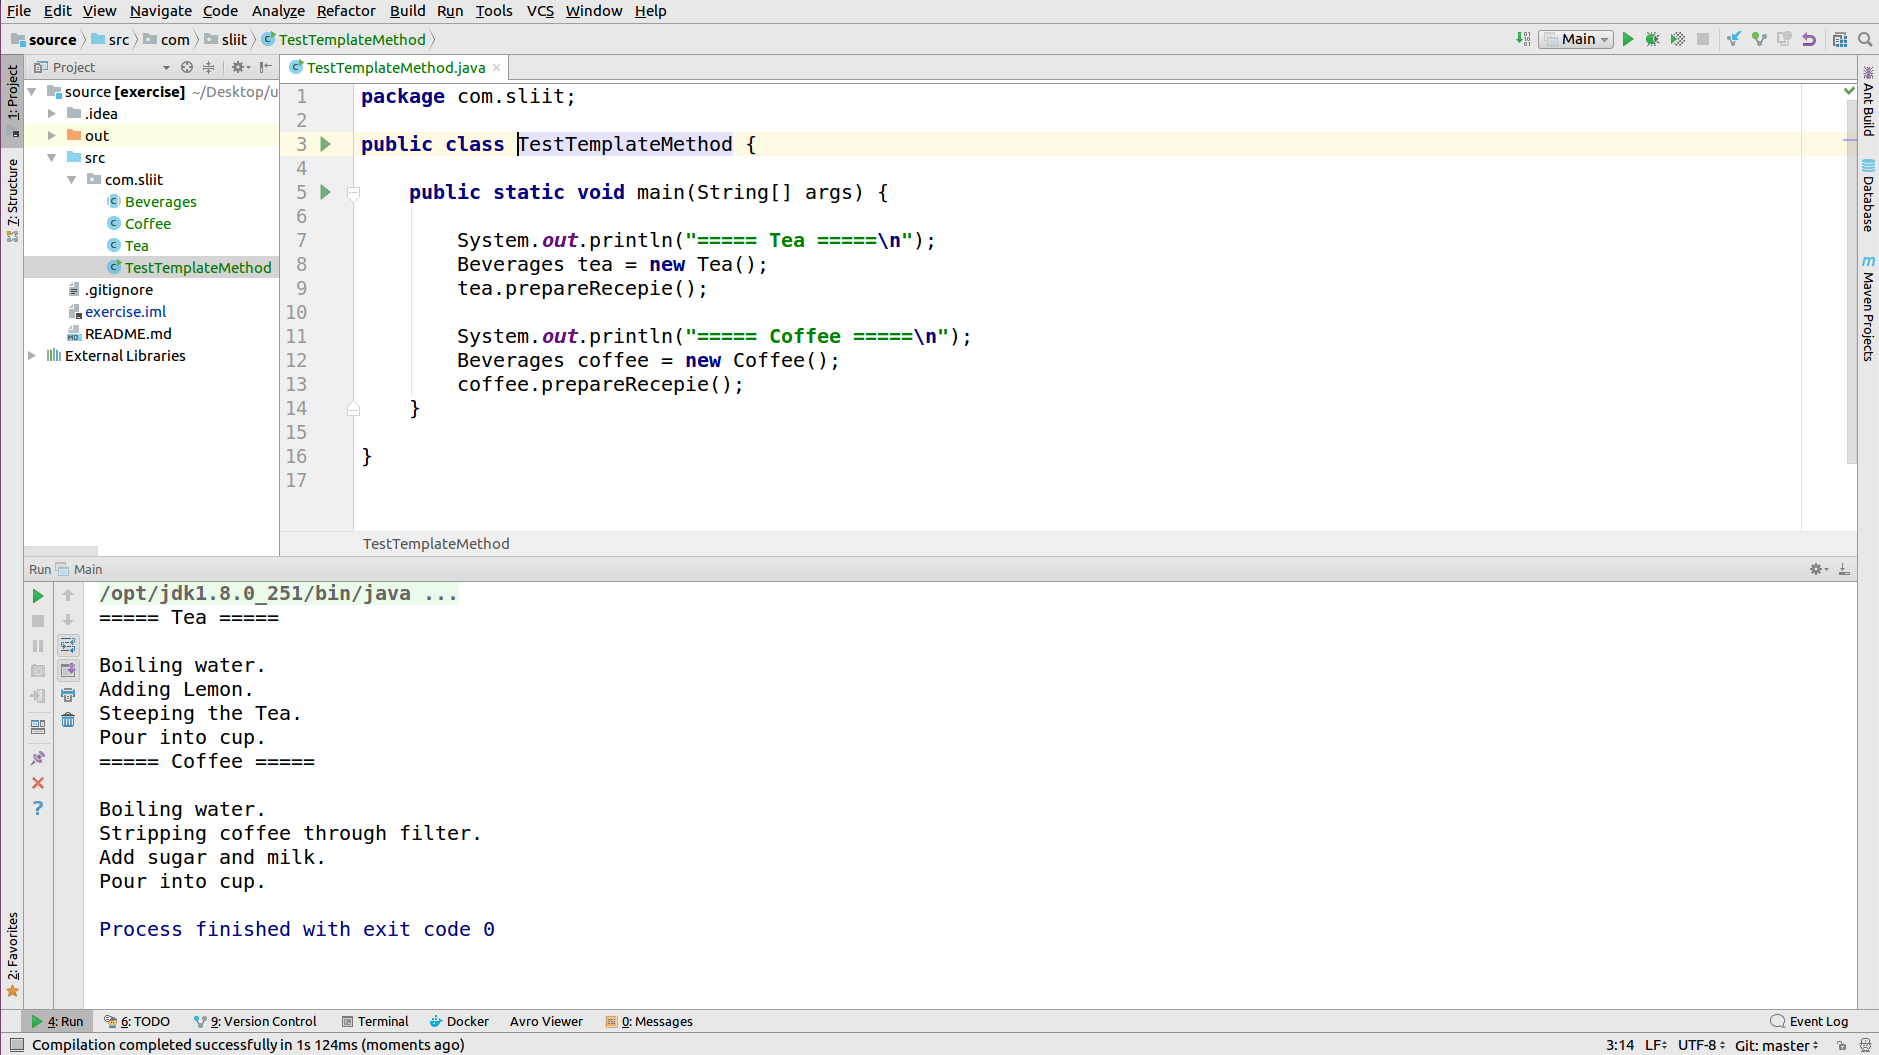 File Edit View Navigate Code Analyze Refactor Build Run Tools VCS Window Help
source src com sliit TestTemplateMethod
Main
Project
TestTemplateMethod.java
1: Project
7: Structure
2: Favorites
source [exercise] ~/Desktop/u
.idea
out
src
com.sliit
Beverages
Coffee
Tea
TestTemplateMethod
.gitignore
exercise.iml
README.md
External Libraries
1 package com.sliit;
2
3 public class TestTemplateMethod {
4
5 public static void main(String[] args) {
6
7 System.out.println("===== Tea =====\n");
8 Beverages tea = new Tea();
9 tea.prepareRecepie();
10
11 System.out.println("===== Coffee =====\n");
12 Beverages coffee = new Coffee();
13 coffee.prepareRecepie();
14 }
15
16 }
17
TestTemplateMethod
Ant Build
Database
Maven Projects
Run Main
/opt/jdk1.8.0_251/bin/java ...
===== Tea =====
Boiling water.
Adding Lemon.
Steeping the Tea.
Pour into cup.
===== Coffee =====
Boiling water.
Stripping coffee through filter.
Add sugar and milk.
Pour into cup.
Process finished with exit code 0
4: Run 6: TODO 9: Version Control Terminal Docker Avro Viewer 0: Messages Event Log
Compilation completed successfully in 1s 124ms (moments ago) 3:14 LF UTF-8 Git: master